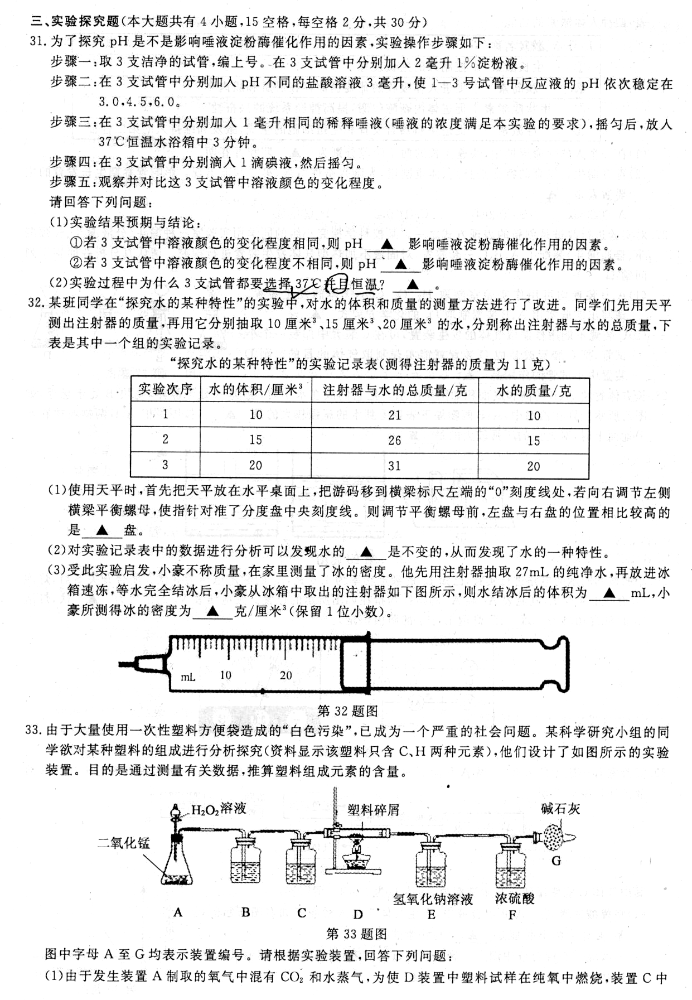 三、实验探究题(本大题共有4小题,15空格,每空格2分,共30分)
31.为了探究pH是不是影响唾液淀粉酶催化作用的因素,实验操作步骤如下:
步骤一:取3支洁净的试管,编上号。在3支试管中分别加入2毫升1%淀粉液。
步骤二:在3支试管中分别加入pH不同的盐酸溶液3毫升,使1—3号试管中反应液的pH依次稳定在
3.0,4.5,6.0。
步骤三:在3支试管中分别加入1毫升相同的稀释唾液(唾液的浓度满足本实验的要求),摇匀后,放入
37℃恒温水浴箱中3分钟。
步骤四:在3支试管中分别滴入1滴碘液,然后摇匀。
步骤五:观察并对比这3支试管中溶液颜色的变化程度。
请回答下列问题:
(1)实验结果预期与结论:
①若3支试管中溶液颜色的变化程度相同,则pH ▲ 影响唾液淀粉酶催化作用的因素。
②若3支试管中溶液颜色的变化程度不相同,则pH ▲ 影响唾液淀粉酶催化作用的因素。
(2)实验过程中为什么3支试管都要选择37℃并且恒温? ▲ 。
32.某班同学在“探究水的某种特性”的实验中,对水的体积和质量的测量方法进行了改进。同学们先用天平
测出注射器的质量,再用它分别抽取10厘米³、15厘米³、20厘米³的水,分别称出注射器与水的总质量,下
表是其中一个组的实验记录。
“探究水的某种特性”的实验记录表(测得注射器的质量为11克)
实验次序 水的体积/厘米³ 注射器与水的总质量/克 水的质量/克
1 10 21 10
2 15 26 15
3 20 31 20
(1)使用天平时,首先把天平放在水平桌面上,把游码移到横梁标尺左端的“0”刻度线处,若向右调节左侧
横梁平衡螺母,使指针对准了分度盘中央刻度线。则调节平衡螺母前,左盘与右盘的位置相比较高的
是 ▲ 盘。
(2)对实验记录表中的数据进行分析可以发现水的 ▲ 是不变的,从而发现了水的一种特性。
(3)受此实验启发,小豪不称质量,在家里测量了冰的密度。他先用注射器抽取27mL的纯净水,再放进冰
箱速冻,等水完全结冰后,小豪从冰箱中取出的注射器如下图所示,则水结冰后的体积为 ▲ mL,小
豪所测得冰的密度为 ▲ 克/厘米³(保留1位小数)。
mL 10 20
第32题图
33.由于大量使用一次性塑料方便袋造成的“白色污染”,已成为一个严重的社会问题。某科学研究小组的同
学欲对某种塑料的组成进行分析探究(资料显示该塑料只含C、H两种元素),他们设计了如图所示的实验
装置。目的是通过测量有关数据,推算塑料组成元素的含量。
H₂O₂溶液 塑料碎屑 碱石灰
二氧化锰
G
氢氧化钠溶液 浓硫酸
A B C D E F
第33题图
图中字母A至G均表示装置编号。请根据实验装置,回答下列问题:
(1)由于发生装置A制取的氧气中混有CO₂和水蒸气,为使D装置中塑料试样在纯氧中燃烧,装置C中